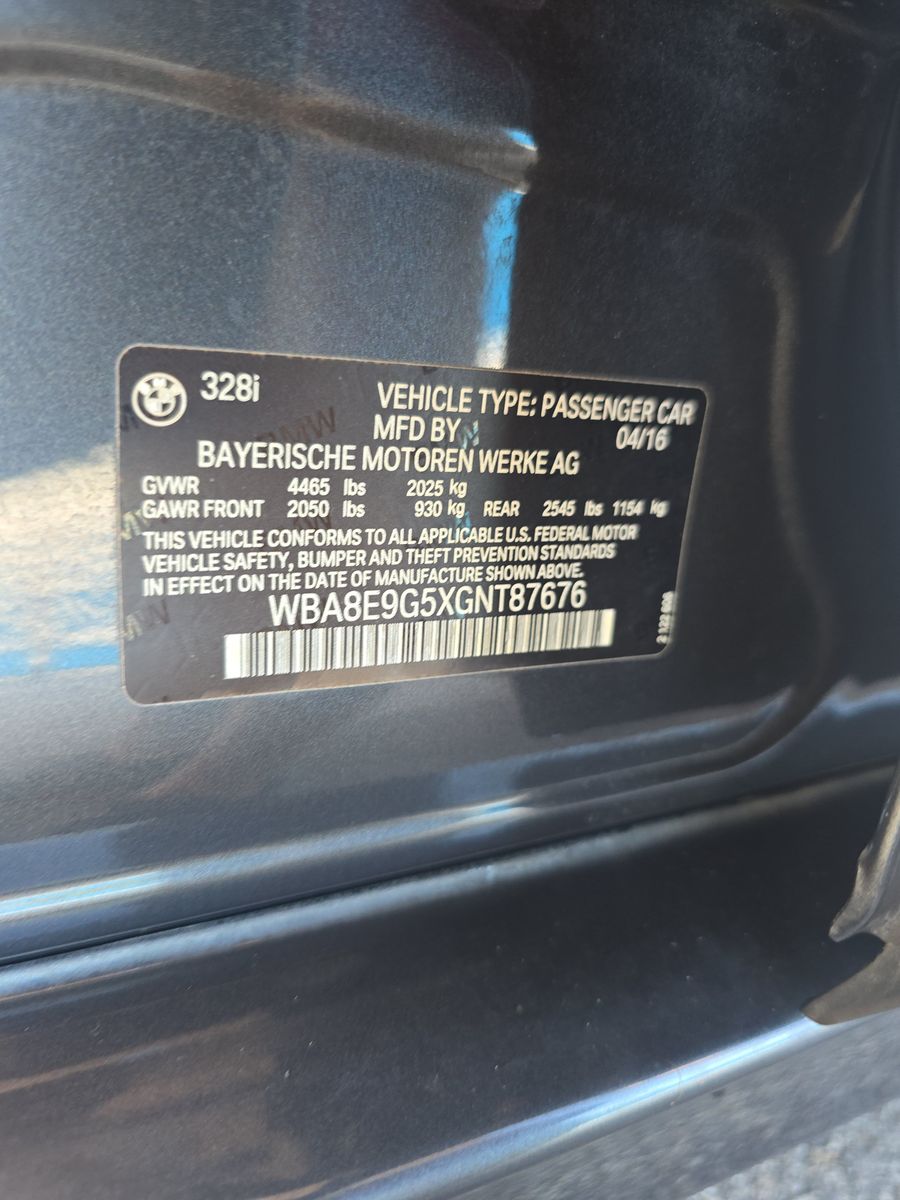 328i
VEHICLE TYPE: PASSENGER CAR
MFD BY 04/16
BAYERISCHE MOTOREN WERKE AG
GVWR 4465 lbs 2025 kg
GAWR FRONT 2050 lbs 930 kg REAR 2545 lbs 1154 kg
THIS VEHICLE CONFORMS TO ALL APPLICABLE U.S. FEDERAL MOTOR
VEHICLE SAFETY, BUMPER AND THEFT PREVENTION STANDARDS
IN EFFECT ON THE DATE OF MANUFACTURE SHOWN ABOVE.
WBA8E9G5XGNT87676